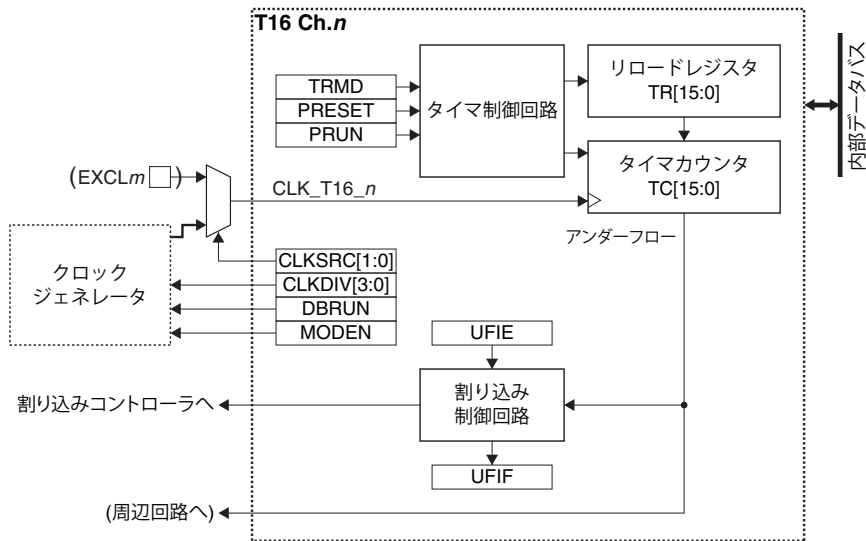 T16 Ch.n
TRMD
PRESET
PRUN
タイマ制御回路
リロードレジスタ
TR[15:0]
タイマカウンタ
TC[15:0]
内部データバス
(EXCLm )
CLK_T16_n
アンダーフロー
クロック
ジェネレータ
CLKSRC[1:0]
CLKDIV[3:0]
DBRUN
MODEN
UFIE
割り込み
制御回路
UFIF
割り込みコントローラへ
(周辺回路へ)